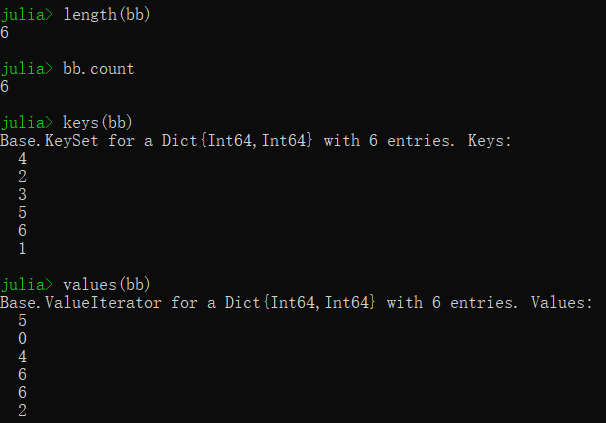 julia> length(bb)
6
julia> bb.count
6
julia> keys(bb)
Base.KeySet for a Dict{Int64,Int64} with 6 entries. Keys:
4
2
3
5
6
1
julia> values(bb)
Base.ValueIterator for a Dict{Int64,Int64} with 6 entries. Values:
5
0
4
6
6
2